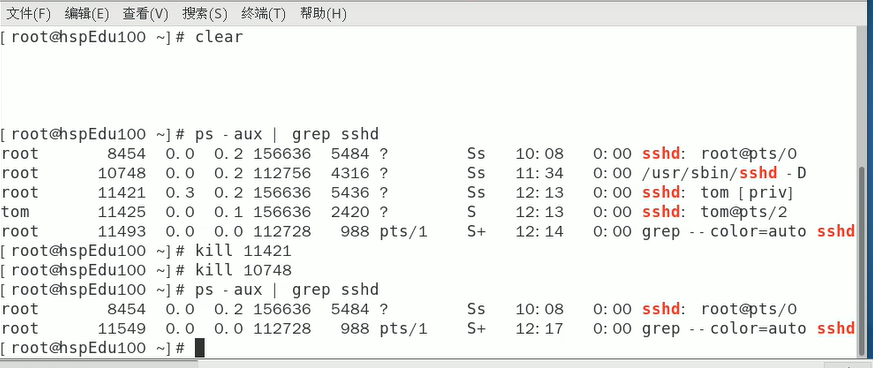 文件(F) 编辑(E) 查看(V) 搜索(S) 终端(T) 帮助(H)
[root@hspEdu100 ~]# clear
[root@hspEdu100 ~]# ps -aux | grep sshd
root 8454 0.0 0.2 156636 5484 ? Ss 10:08 0:00 sshd: root@pts/0
root 10748 0.0 0.2 112756 4316 ? Ss 11:34 0:00 /usr/sbin/sshd -D
root 11421 0.3 0.2 156636 5436 ? Ss 12:13 0:00 sshd: tom [priv]
tom 11425 0.0 0.1 156636 2420 ? S 12:13 0:00 sshd: tom@pts/2
root 11493 0.0 0.0 112728 988 pts/1 S+ 12:14 0:00 grep --color=auto sshd
[root@hspEdu100 ~]# kill 11421
[root@hspEdu100 ~]# kill 10748
[root@hspEdu100 ~]# ps -aux | grep sshd
root 8454 0.0 0.2 156636 5484 ? Ss 10:08 0:00 sshd: root@pts/0
root 11549 0.0 0.0 112728 988 pts/1 S+ 12:17 0:00 grep --color=auto sshd
[root@hspEdu100 ~]#